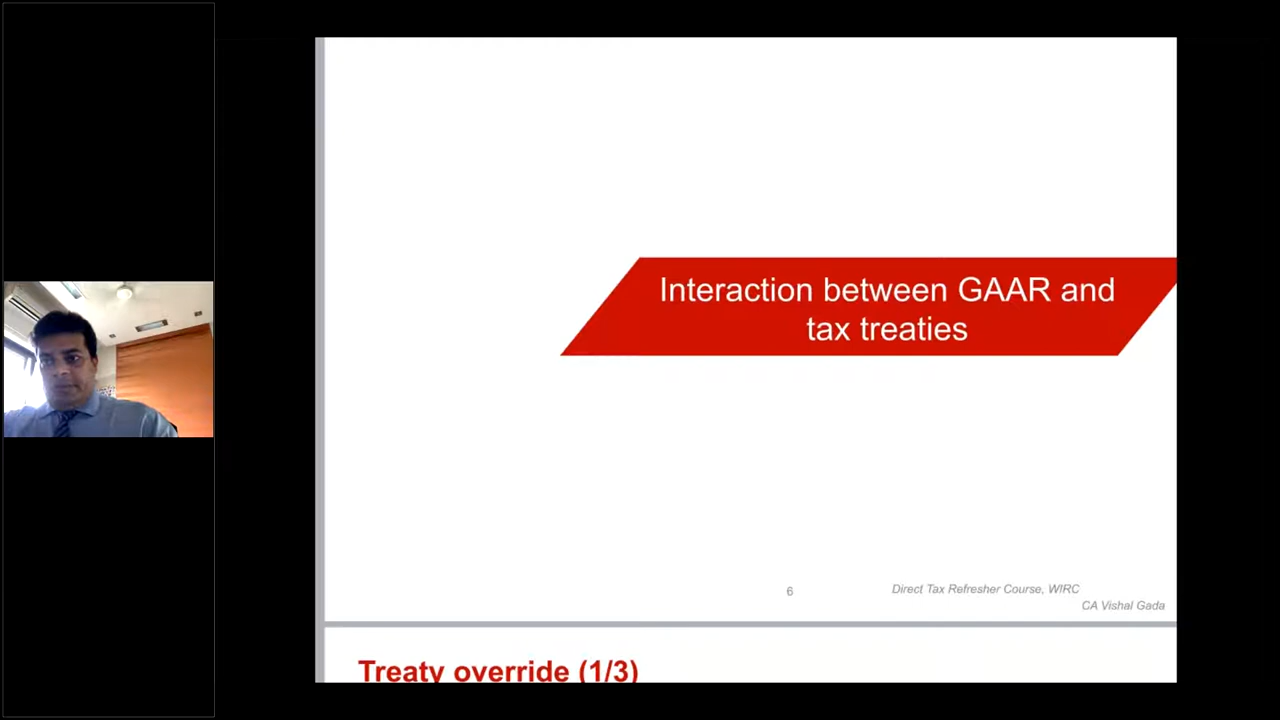 Interaction between GAAR and
tax treaties
6
Direct Tax Refresher Course, WIRC
CA Vishal Gada
Treaty override (1/3)